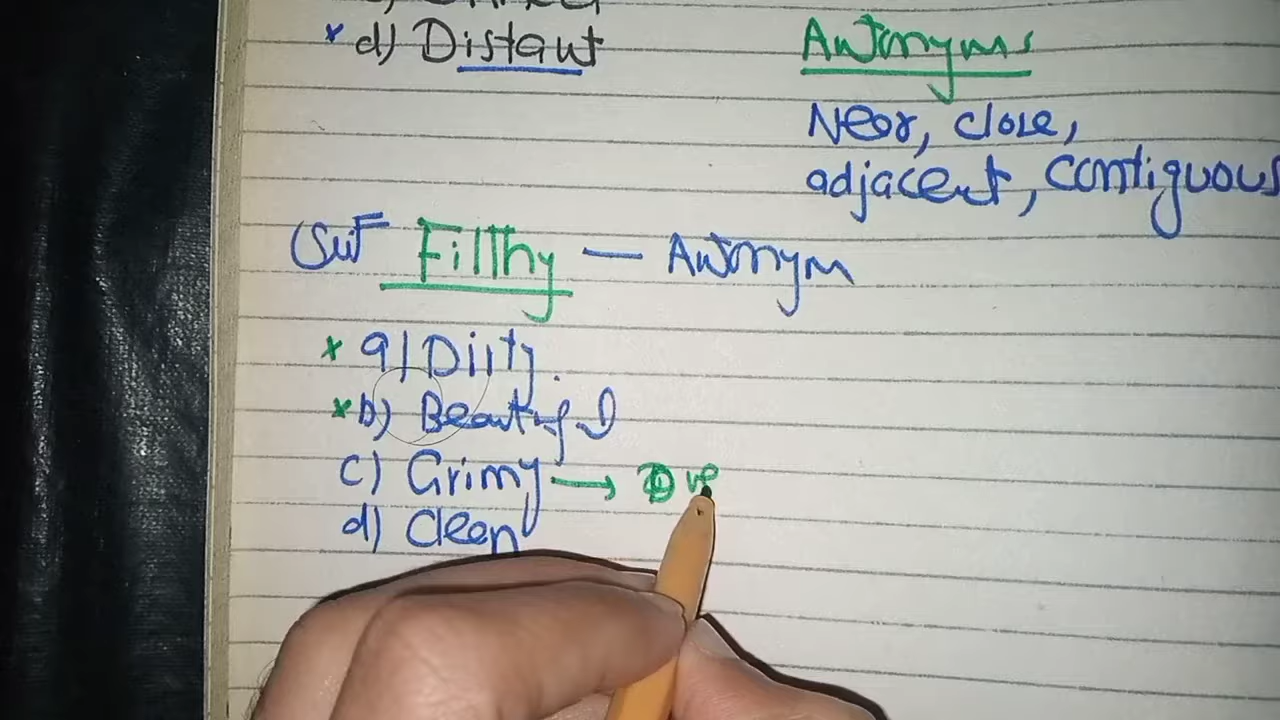 d) Distant
Antonyms
Near, close,
adjacent, contiguous
Filthy — Antonym
a) Dirty.
b) Beautiful
c) Grimy →
d) Clean